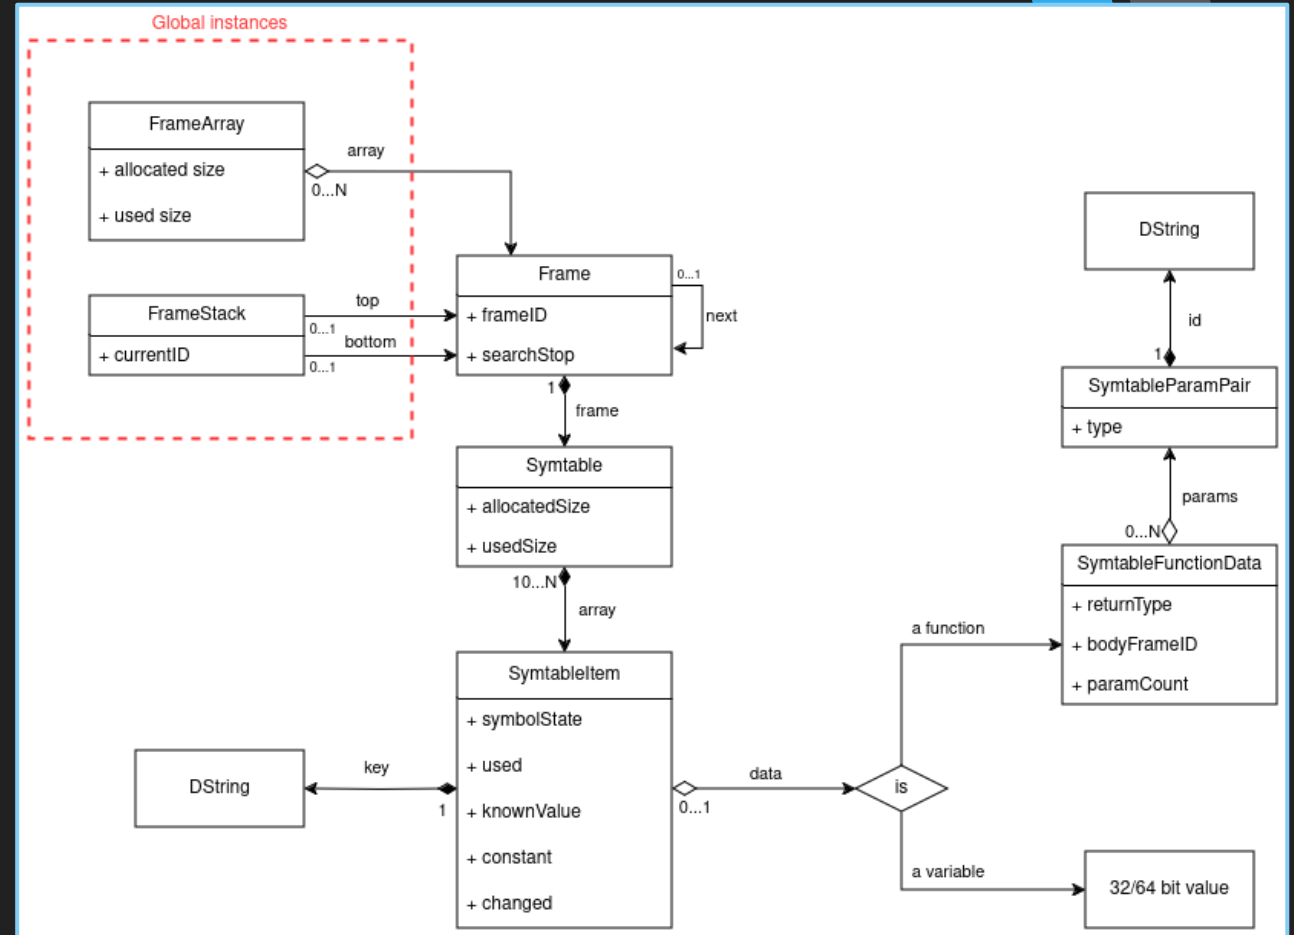 Global instances
FrameArray
+ allocated size
+ used size
array
0...N
FrameStack
+ currentID
top
0...1
bottom
0...1
Frame
+ frameID
+ searchStop
0...1
next
1
frame
Symtable
+ allocatedSize
+ usedSize
10...N
array
SymtableItem
+ symbolState
+ used
+ knownValue
+ constant
+ changed
key
1
DString
data
0...1
is
a function
a variable
32/64 bit value
DString
id
1
SymtableParamPair
+ type
params
0...N
SymtableFunctionData
+ returnType
+ bodyFrameID
+ paramCount